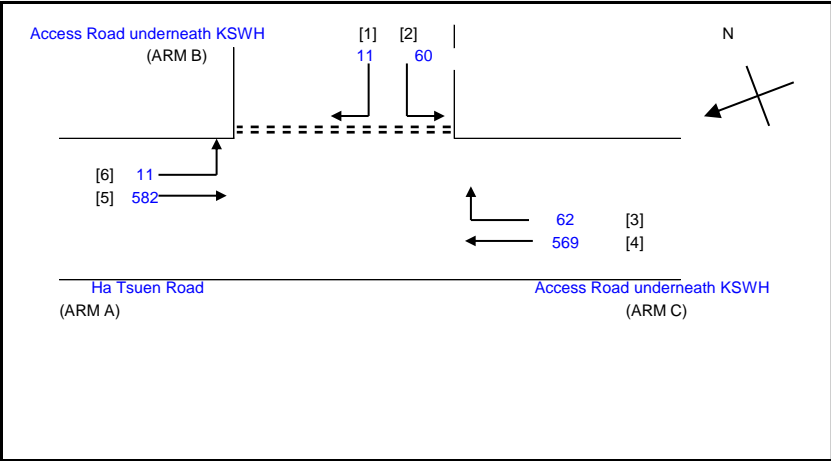 Access Road underneath KSWH [1] [2] N
(ARM B) 11 60
[6] 11
[5] 582
62 [3]
569 [4]
Ha Tsuen Road Access Road underneath KSWH
(ARM A) (ARM C)